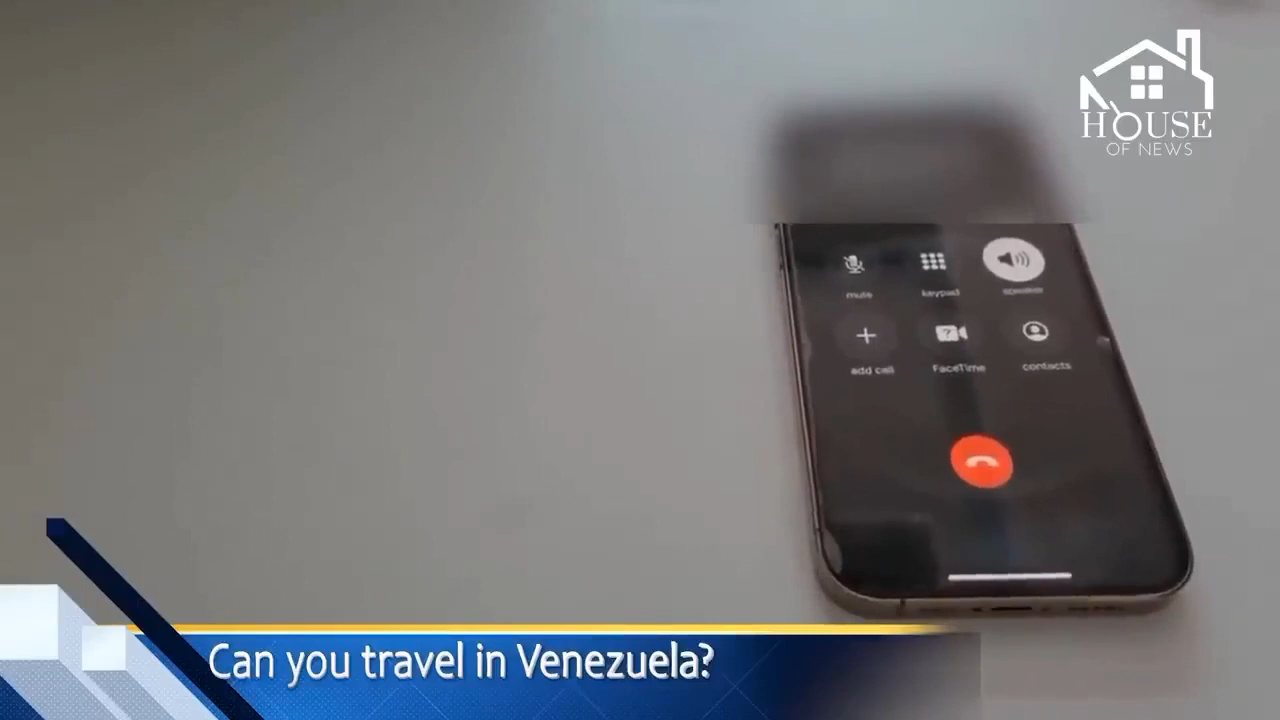 HOUSE
OF NEWS
mute keypad speaker
add call FaceTime contacts
Can you travel in Venezuela?